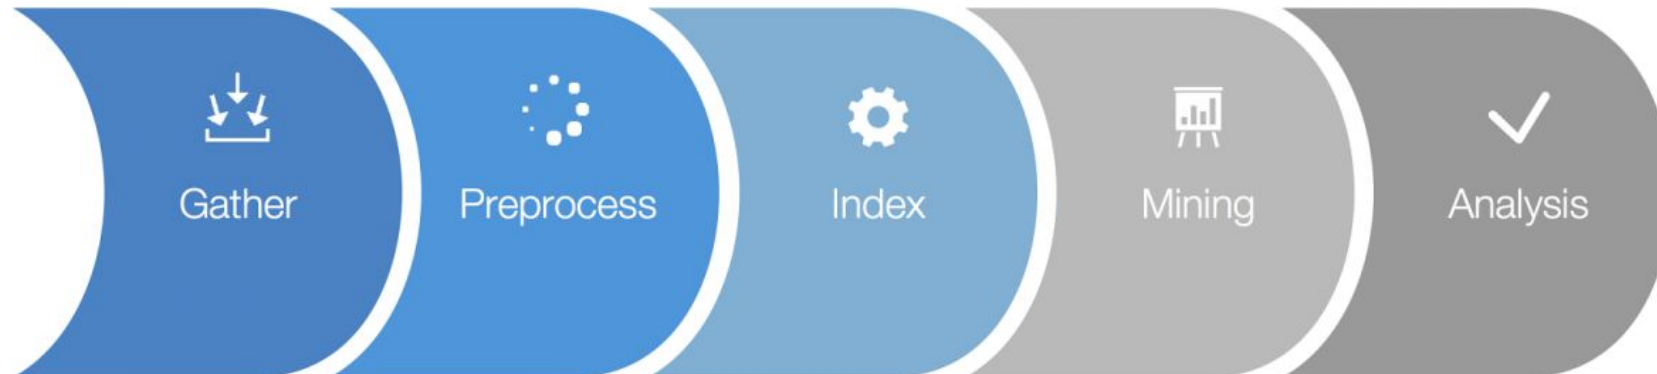 Gather
Preprocess
Index
Mining
Analysis